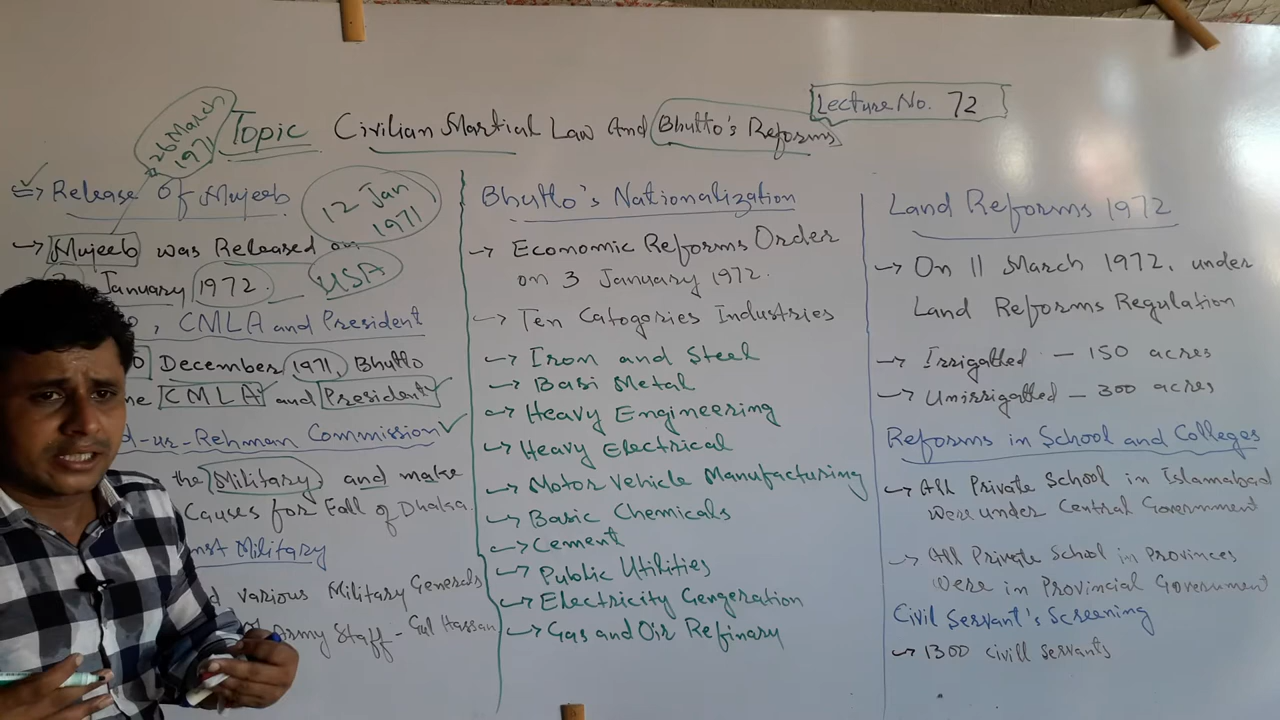 Lecture No. 72
26 March
1971
Topic Civilian Martial Law And Bhutto's Reforms
⇒ Release Of Mujeeb
12 Jan
1971
→ Mujeeb was Released on
January 1972.
USA
, CMLA and President
December 1971, Bhutto
CMLA and President
-ur-Rehman Commission
the Military and make
Causes for Fall of Dhaka.
Military
various Military Generals
Army Staff - Gul Hassan
Bhutto's Nationalization
→ Economic Reforms Order
on 3 January 1972.
→ Ten Catogories Industries
→ Iron and Steel
→ Basi Metal
→ Heavy Engineering
→ Heavy Electrical
→ Motor Vehicle Manufacturing
→ Basic Chemicals
→ Cement
→ Public Utilities
→ Electricity Gengeration
→ Gas and Oir Refinary
Land Reforms 1972
→ On 11 March 1972, under
Land Reforms Regulation
→ Irrigatted - 150 acres
→ Unirrigatted - 300 acres
Reforms in School and Colleges
→ All Private School in Islamabad
Were under Central Government
→ All Private School in Provinces
Were in Provincial Government
Civil Servant's Screening
→ 1300 Civill Servants